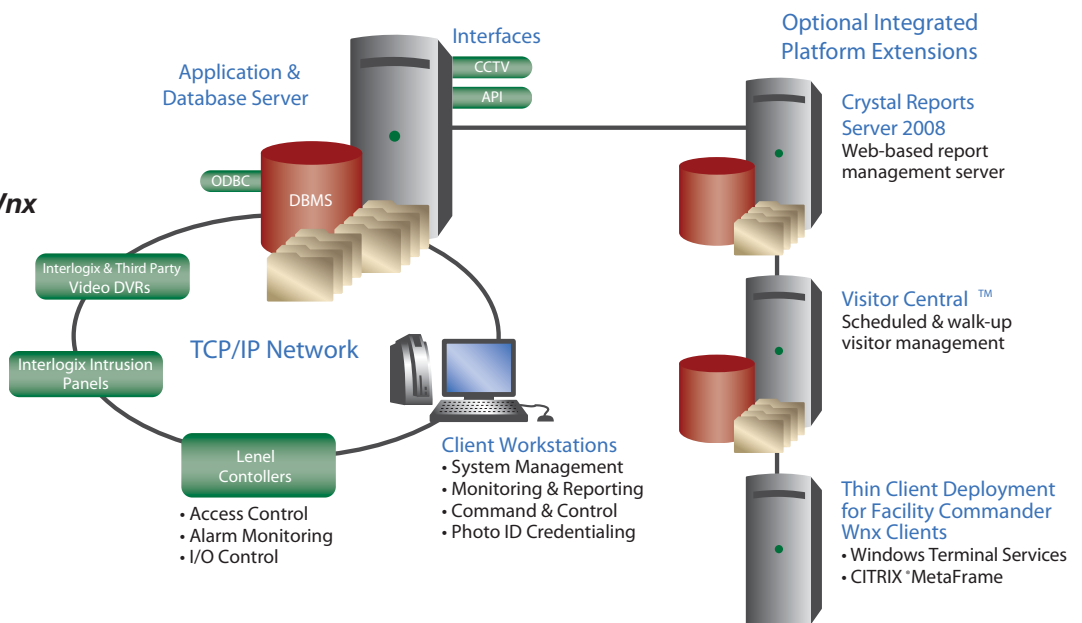 Interfaces
CCTV
API
Application &
Database Server
ODBC
DBMS
Interlogix & Third Party
Video DVRs
Interlogix Intrusion
Panels
TCP/IP Network
Lenel
Contollers
• Access Control
• Alarm Monitoring
• I/O Control
Client Workstations
• System Management
• Monitoring & Reporting
• Command & Control
• Photo ID Credentialing
Optional Integrated
Platform Extensions
Crystal Reports
Server 2008
Web-based report
management server
Visitor Central ™
Scheduled & walk-up
visitor management
Thin Client Deployment
for Facility Commander
Wnx Clients
• Windows Terminal Services
• CITRIX ® MetaFrame